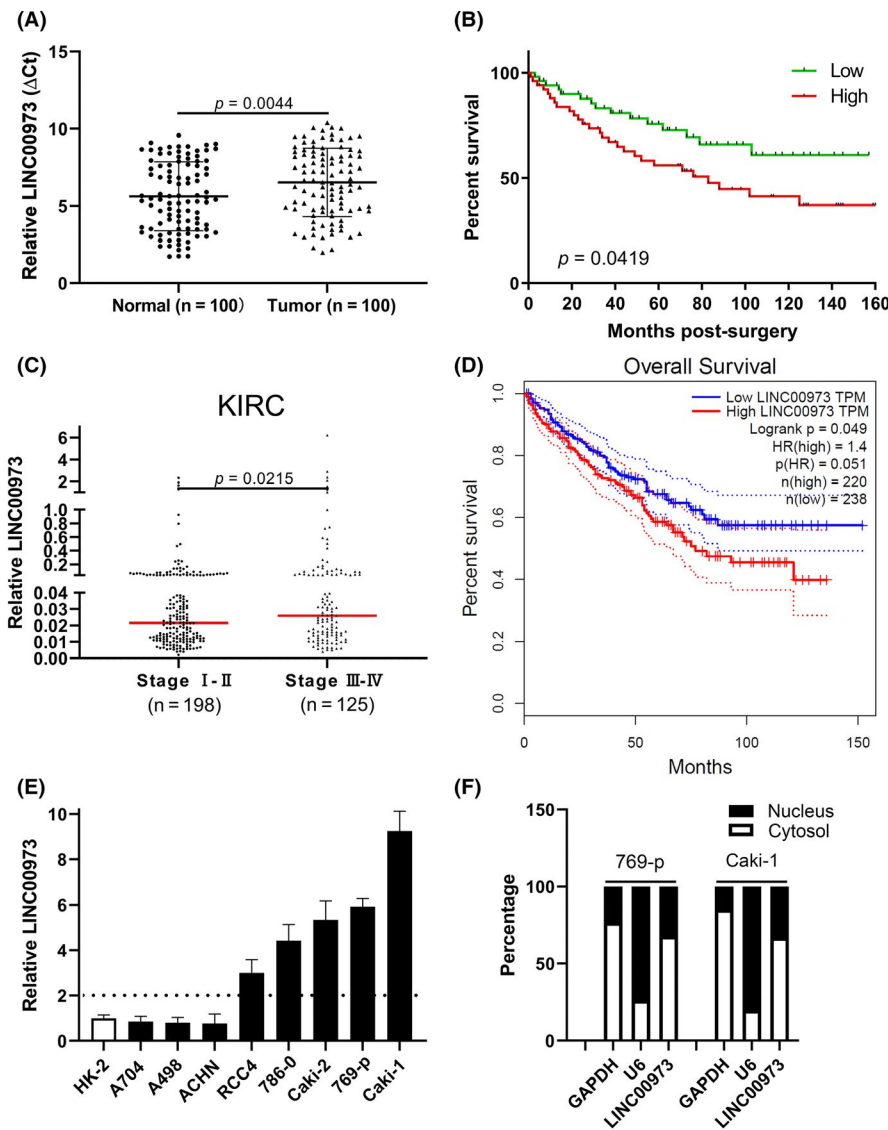 (A)
15
10
5
0
Relative LINC00973 (ΔCt)
p = 0.0044
Normal (n = 100)
Tumor (n = 100)
(B)
100
50
0
Percent survival
Low
High
p = 0.0419
0 20 40 60 80 100 120 140 160
Months post-surgery
(C)
KIRC
6
5
4
3
2
1.0
0.8
0.6
0.4
0.2
0.04
0.03
0.02
0.01
0.00
Relative LINC00973
p = 0.0215
Stage Ⅰ-Ⅱ
(n = 198)
Stage Ⅲ-Ⅳ
(n = 125)
(D)
Overall Survival
1.0
0.8
0.6
0.4
0.2
0.0
Percent survival
Low LINC00973 TPM
High LINC00973 TPM
Logrank p = 0.049
HR(high) = 1.4
p(HR) = 0.051
n(high) = 220
n(low) = 238
0 50 100 150
Months
(E)
10
8
6
4
2
0
Relative LINC00973
HK-2
A704
A498
ACHN
RCC4
786-0
Caki-2
769-p
Caki-1
(F)
150
100
50
0
Percentage
Nucleus
Cytosol
769-p
Caki-1
GAPDH
U6
LINC00973
GAPDH
U6
LINC00973